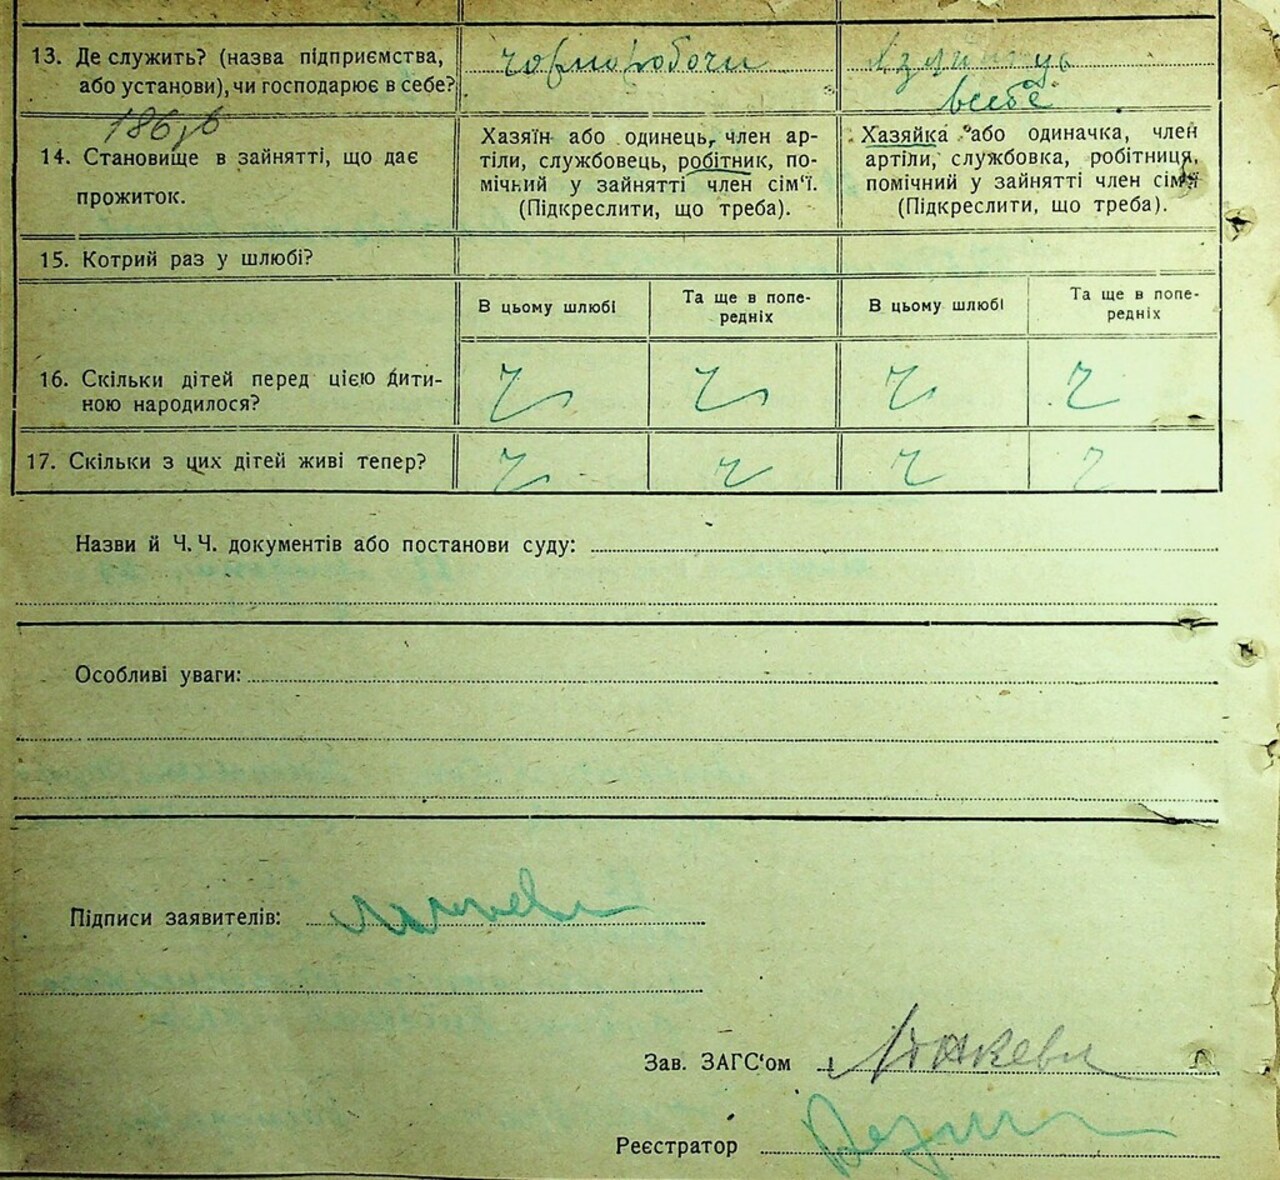 13. Де служить? (назва підприємства, або установи), чи господарює в себе?
чорноробочи
всебе
14. Становище в зайнятті, що дає прожиток.
Хазяїн або одинець, член ар-
тіли, службовець, робітник, по-
мічний у зайнятті член сім‘ї.
(Підкреслити, що треба).
Хазяйка або одиначка, член
артіли, службовка, робітниця,
помічний у зайнятті член сім‘ї
(Підкреслити, що треба).
15. Котрий раз у шлюбі?
В цьому шлюбі
Та ще в попе-
редніх
В цьому шлюбі
Та ще в попе-
редніх
16. Скільки дітей перед цією дити-
ною народилося?
17. Скільки з цих дітей живі тепер?
Назви й Ч. Ч. документів або постанови суду:
Особливі уваги:
Підписи заявителів:
Зав. ЗАГС‘ом
Реєстратор